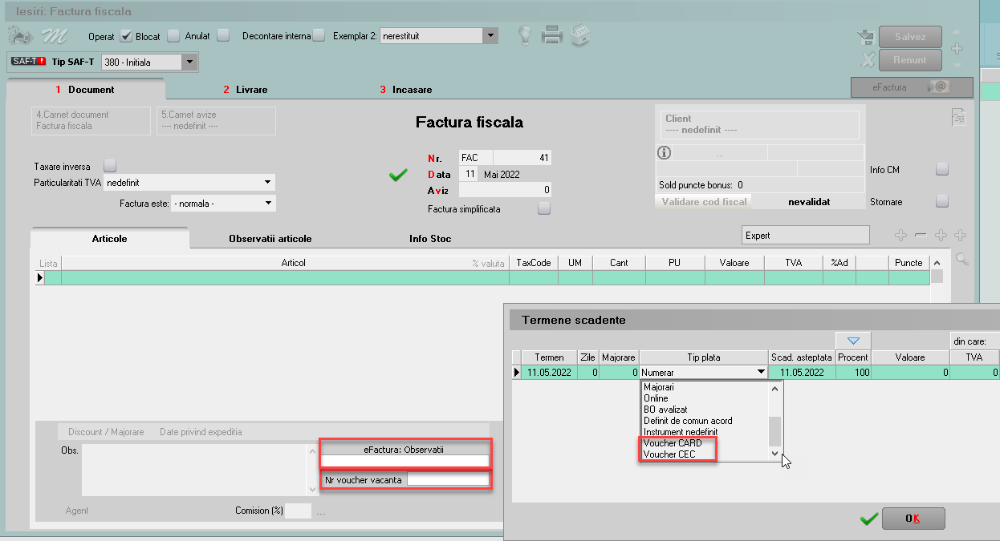 Iesiri: Factura fiscala
Operat Blocat Anulat Decontare interna Exemplar 2: nerestituit
Salvez
SAF-T ! Tip SAF-T 380 - Initiala
Renunt
1 Document 2 Livrare 3 Incasare
eFactura @
4.Carnet document
Factura fiscala
5.Carnet avize
---- nedefinit ----
Factura fiscala
Client
---- nedefinit ----
Taxare inversa
Particularitati TVA nedefinit
Factura este: - normala -
Nr. FAC 41
Data 11 Mai 2022
Aviz 0
Factura simplificata
...
Sold puncte bonus: 0
Validare cod fiscal nevalidat
Info CM
Stornare
Articole Observatii articole Info Stoc
Expert
Lista Articol % valuta TaxCode UM Cant PU Valoare TVA %Ad Puncte
Termene scadente
din care:
Termen Zile Majorare Tip plata Scad. asteptata Procent Valoare TVA
11.05.2022 0 0 Numerar 11.05.2022 100 0 0
Majorari
Online
BO avalizat
Definit de comun acord
Instrument nedefinit
Voucher CARD
Voucher CEC
OK
Discount / Majorare Date privind expeditia
Obs.
eFactura: Observatii
Nr voucher vacanta
Agent Comision (%) ...